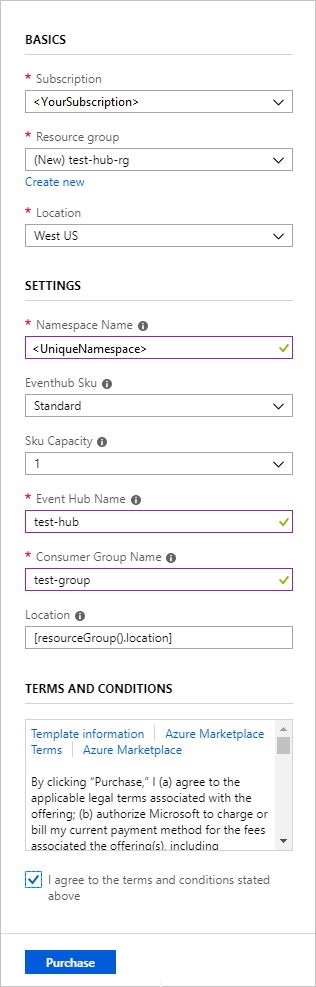 BASICS
* Subscription
<YourSubscription>
* Resource group
(New) test-hub-rg
Create new
* Location
West US
SETTINGS
* Namespace Name
<UniqueNamespace>
Eventhub Sku
Standard
Sku Capacity
1
* Event Hub Name
test-hub
* Consumer Group Name
test-group
Location
[resourceGroup().location]
TERMS AND CONDITIONS
Template information | Azure Marketplace
Terms | Azure Marketplace
By clicking “Purchase,” I (a) agree to the
applicable legal terms associated with the
offering; (b) authorize Microsoft to charge or
bill my current payment method for the fees
associated the offering(s), including
I agree to the terms and conditions stated
above
Purchase